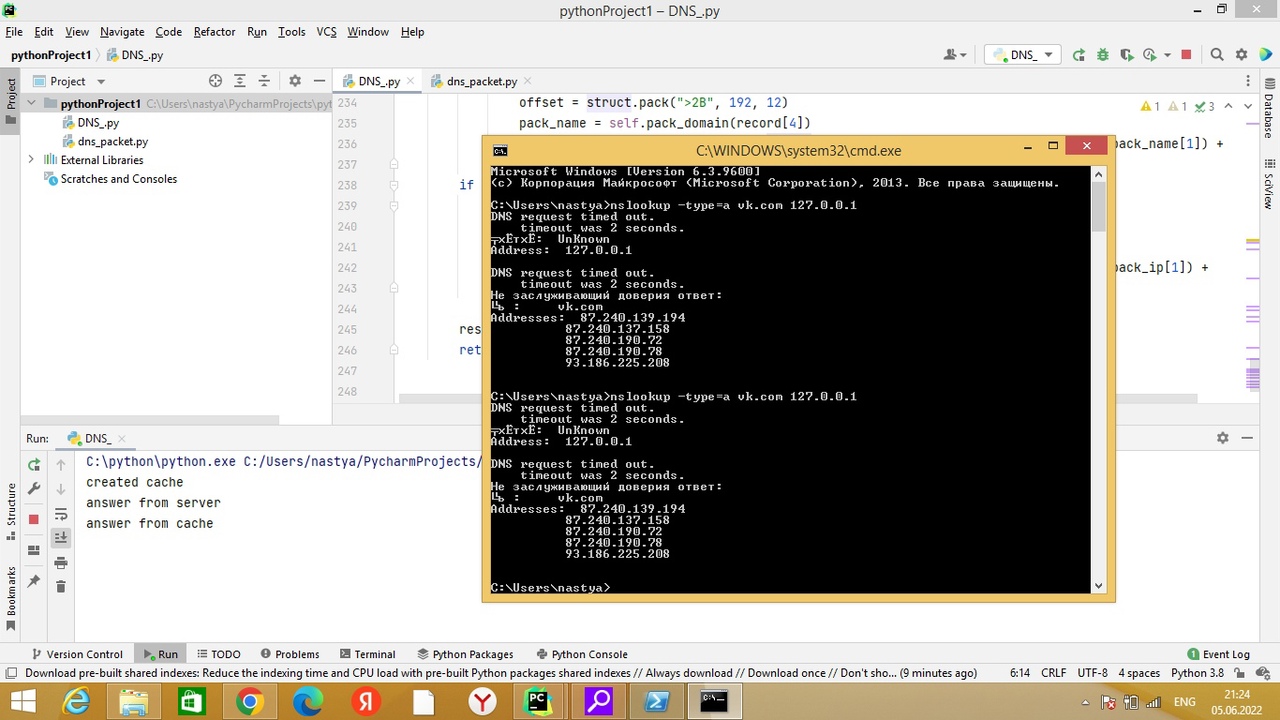 pythonProject1 – DNS_.py
File Edit View Navigate Code Refactor Run Tools VCS Window Help
pythonProject1 DNS_.py
DNS_
Project
DNS_.py
dns_packet.py
Project
pythonProject1 C:\Users\nastya\PycharmProjects\pyt
DNS_.py
dns_packet.py
External Libraries
Scratches and Consoles
Structure
Bookmarks
Database
SciView
1 1 3
234 offset = struct.pack(">2B", 192, 12)
235 pack_name = self.pack_domain(record[4])
236 pack_name[1]) +
237
238 if
239
240
241
242 pack_ip[1]) +
243
244
245 res
246 ret
247
248
C:\WINDOWS\system32\cmd.exe
Microsoft Windows [Version 6.3.9600]
(c) Корпорация Майкрософт (Microsoft Corporation), 2013. Все права защищены.
C:\Users\nastya>nslookup -type=a vk.com 127.0.0.1
DNS request timed out.
timeout was 2 seconds.
╤хЁтхЁ: UnKnown
Address: 127.0.0.1
DNS request timed out.
timeout was 2 seconds.
Не заслуживающий доверия ответ:
vk.com
Addresses: 87.240.139.194
87.240.137.158
87.240.190.72
87.240.190.78
93.186.225.208
C:\Users\nastya>nslookup -type=a vk.com 127.0.0.1
DNS request timed out.
timeout was 2 seconds.
╤хЁтхЁ: UnKnown
Address: 127.0.0.1
DNS request timed out.
timeout was 2 seconds.
Не заслуживающий доверия ответ:
vk.com
Addresses: 87.240.139.194
87.240.137.158
87.240.190.72
87.240.190.78
93.186.225.208
C:\Users\nastya>
Run: DNS_
C:\python\python.exe C:/Users/nastya/PycharmProjects/
created cache
answer from server
answer from cache
Version Control Run TODO Problems Terminal Python Packages Python Console 1 Event Log
Download pre-built shared indexes: Reduce the indexing time and CPU load with pre-built Python packages shared indexes // Always download // Download once // Don't sho... (9 minutes ago) 6:14 CRLF UTF-8 4 spaces Python 3.8
ENG
21:24
05.06.2022